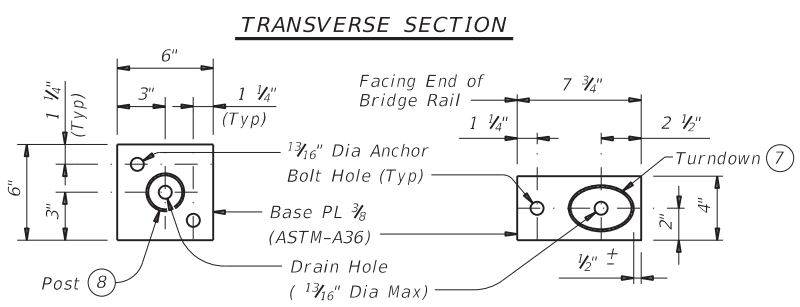 TRANSVERSE SECTION
6"
3"
1 1/4"
(Typ)
1 1/4"
(Typ)
6"
3"
Post 8
13/16" Dia Anchor
Bolt Hole (Typ)
Base PL 3/8
(ASTM-A36)
Drain Hole
( 13/16" Dia Max)
Facing End of
Bridge Rail
7 3/4"
1 1/4"
2 1/2"
Turndown 7
4"
2"
1/2" ±